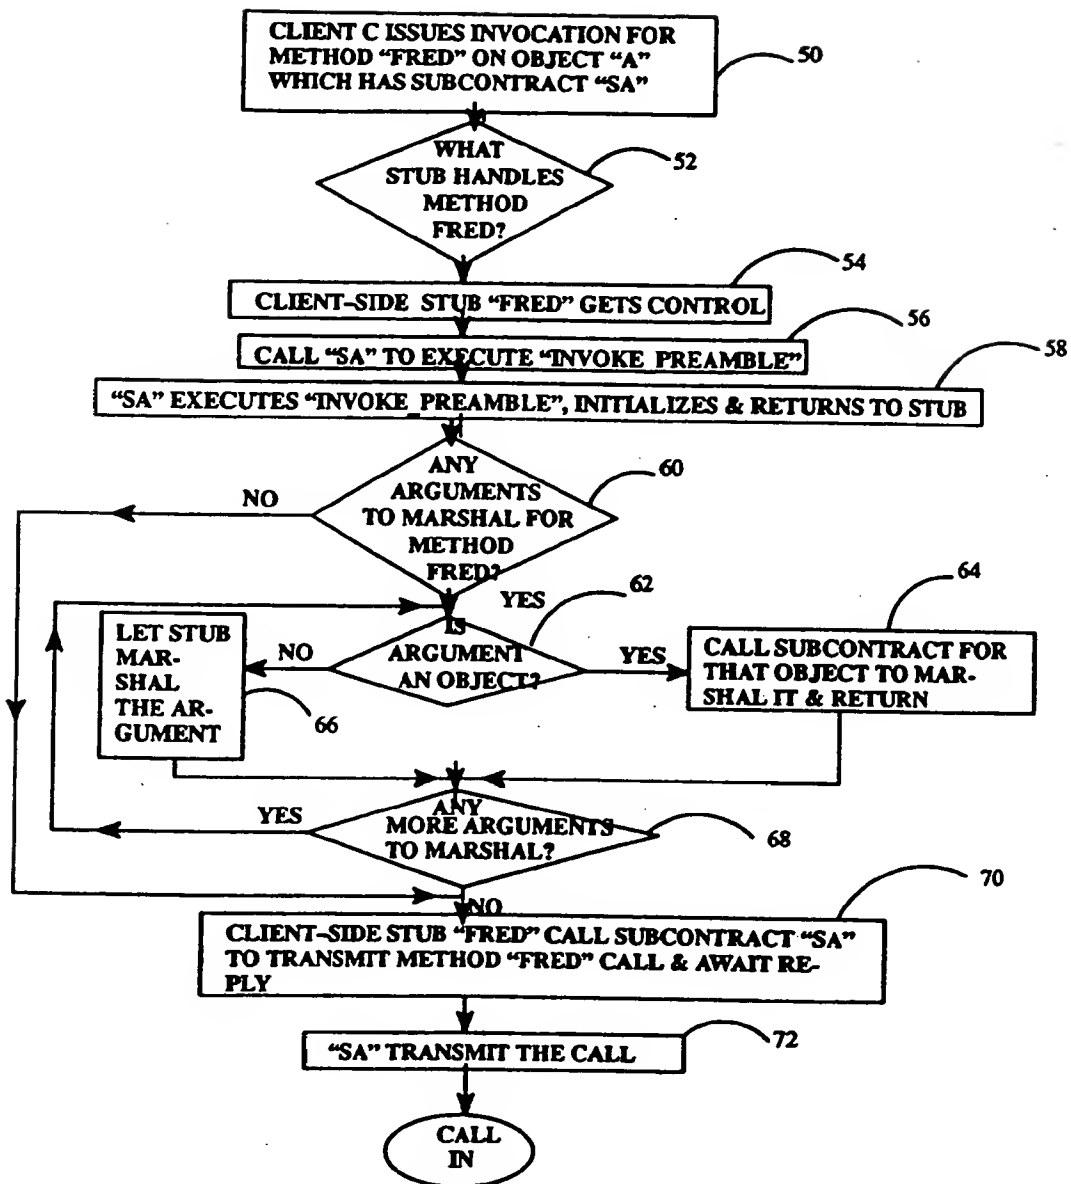 CLIENT C ISSUES INVOCATION FOR
METHOD "FRED" ON OBJECT "A"
WHICH HAS SUBCONTRACT "SA"
50
WHAT
STUB HANDLES
METHOD
FRED?
52
54
CLIENT-SIDE STUB "FRED" GETS CONTROL
56
CALL "SA" TO EXECUTE "INVOKE_PREAMBLE"
58
"SA" EXECUTES "INVOKE_PREAMBLE", INITIALIZES & RETURNS TO STUB
ANY
ARGUMENTS
TO MARSHAL FOR
METHOD
FRED?
60
NO
YES
62
64
IS
ARGUMENT
AN OBJECT?
NO
YES
LET STUB
MAR-
SHAL
THE AR-
GUMENT
66
CALL SUBCONTRACT FOR
THAT OBJECT TO MAR-
SHAL IT & RETURN
ANY
MORE ARGUMENTS
TO MARSHAL?
YES
68
NO
70
CLIENT-SIDE STUB "FRED" CALL SUBCONTRACT "SA"
TO TRANSMIT METHOD "FRED" CALL & AWAIT RE-
PLY
72
"SA" TRANSMIT THE CALL
CALL
IN